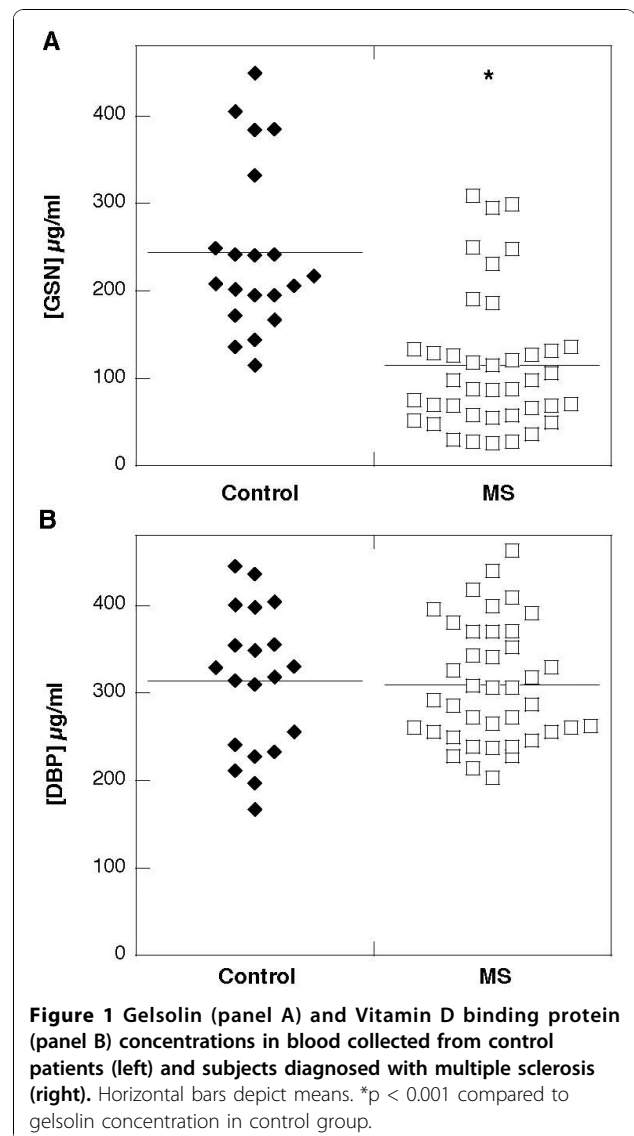 A
*
400
300
200
100
0
[GSN] µg/ml
Control MS
B
400
300
200
100
0
[DBP] µg/ml
Control MS
Figure 1 Gelsolin (panel A) and Vitamin D binding protein
(panel B) concentrations in blood collected from control
patients (left) and subjects diagnosed with multiple sclerosis
(right). Horizontal bars depict means. *p < 0.001 compared to
gelsolin concentration in control group.